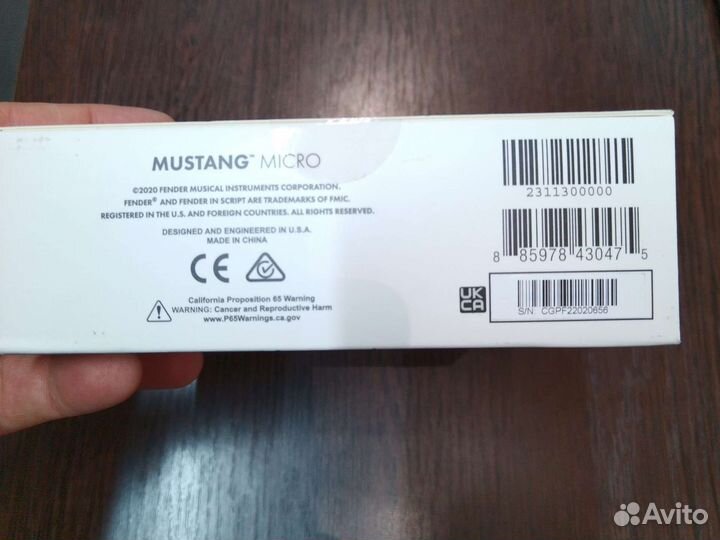 MUSTANG™ MICRO
©2020 FENDER MUSICAL INSTRUMENTS CORPORATION.
FENDER® AND FENDER IN SCRIPT ARE TRADEMARKS OF FMIC.
REGISTERED IN THE U.S. AND FOREIGN COUNTRIES. ALL RIGHTS RESERVED.
DESIGNED AND ENGINEERED IN U.S.A.
MADE IN CHINA
CE
California Proposition 65 Warning
WARNING: Cancer and Reproductive Harm
www.P65Warnings.ca.gov
2311300000
8 85978 43047 5
UK
CA
S/N: CGPF22020656
Avito